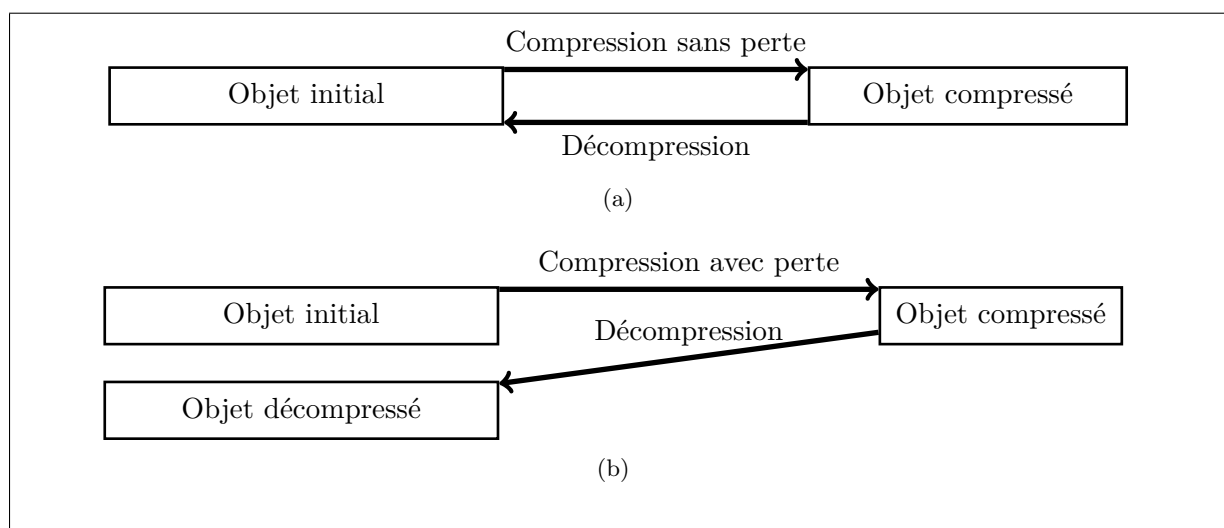 Compression sans perte
Objet initial
Objet compressé
Décompression
(a)
Compression avec perte
Objet initial
Objet compressé
Décompression
Objet décompressé
(b)